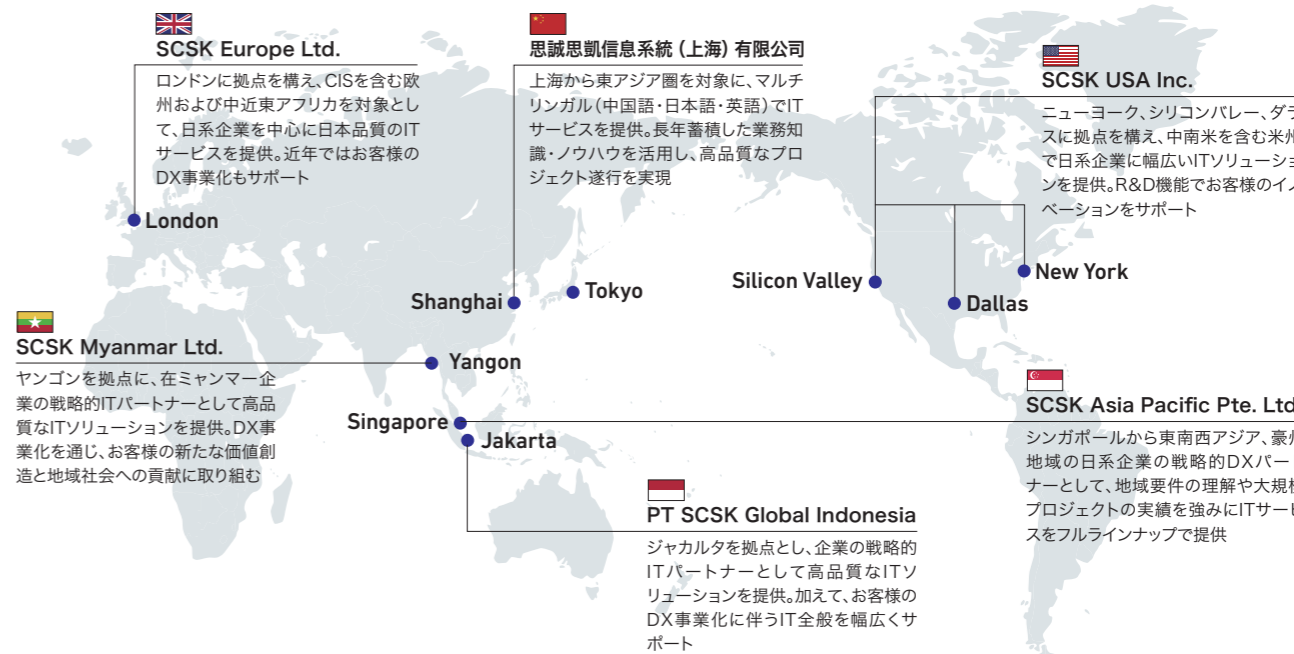 SCSK Europe Ltd.
ロンドンに拠点を構え、CISを含む欧
州および中近東アフリカを対象とし
て、日系企業を中心に日本品質のIT
サービスを提供。近年ではお客様の
DX事業化もサポート
London
思誠思凱信息系統（上海）有限公司
上海から東アジア圏を対象に、マルチ
リンガル（中国語・日本語・英語）でIT
サービスを提供。長年蓄積した業務知
識・ノウハウを活用し、高品質なプロ
ジェクト遂行を実現
Shanghai
Tokyo
SCSK USA Inc.
ニューヨーク、シリコンバレー、ダラ
スに拠点を構え、中南米を含む米州
で日系企業に幅広いITソリューショ
ンを提供。R&D機能でお客様のイノ
ベーションをサポート
Silicon Valley
New York
Dallas
SCSK Myanmar Ltd.
ヤンゴンを拠点に、在ミャンマー企
業の戦略的ITパートナーとして高品
質なITソリューションを提供。DX事
業化を通じ、お客様の新たな価値創
造と地域社会への貢献に取り組む
Yangon
Singapore
Jakarta
SCSK Asia Pacific Pte. Ltd
シンガポールから東南西アジア、豪州
地域の日系企業の戦略的DXパート
ナーとして、地域要件の理解や大規模
プロジェクトの実績を強みにITサービ
スをフルラインナップで提供
PT SCSK Global Indonesia
ジャカルタを拠点とし、企業の戦略的
ITパートナーとして高品質なITソ
リューションを提供。加えて、お客様の
DX事業化に伴うIT全般を幅広くサ
ポート